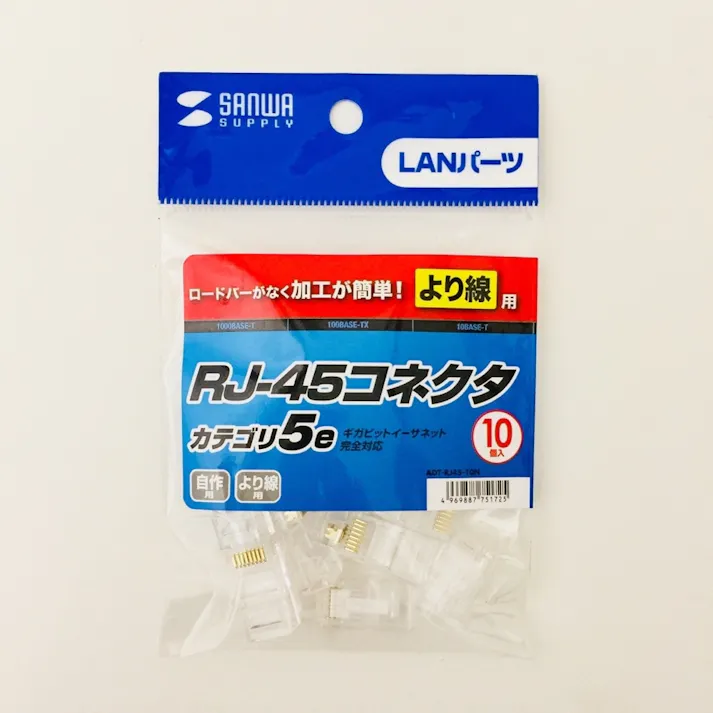 SANWA
SUPPLY
LANパーツ
ロードバーがなく加工が簡単! より線用
1000BASE-T 100BASE-TX 10BASE-T
RJ-45コネクタ
カテゴリ5e
ギガビットイーサネット
完全対応
10
個入
自作
用
より線
用
ADT-RJ45-10N
4 969887 751725